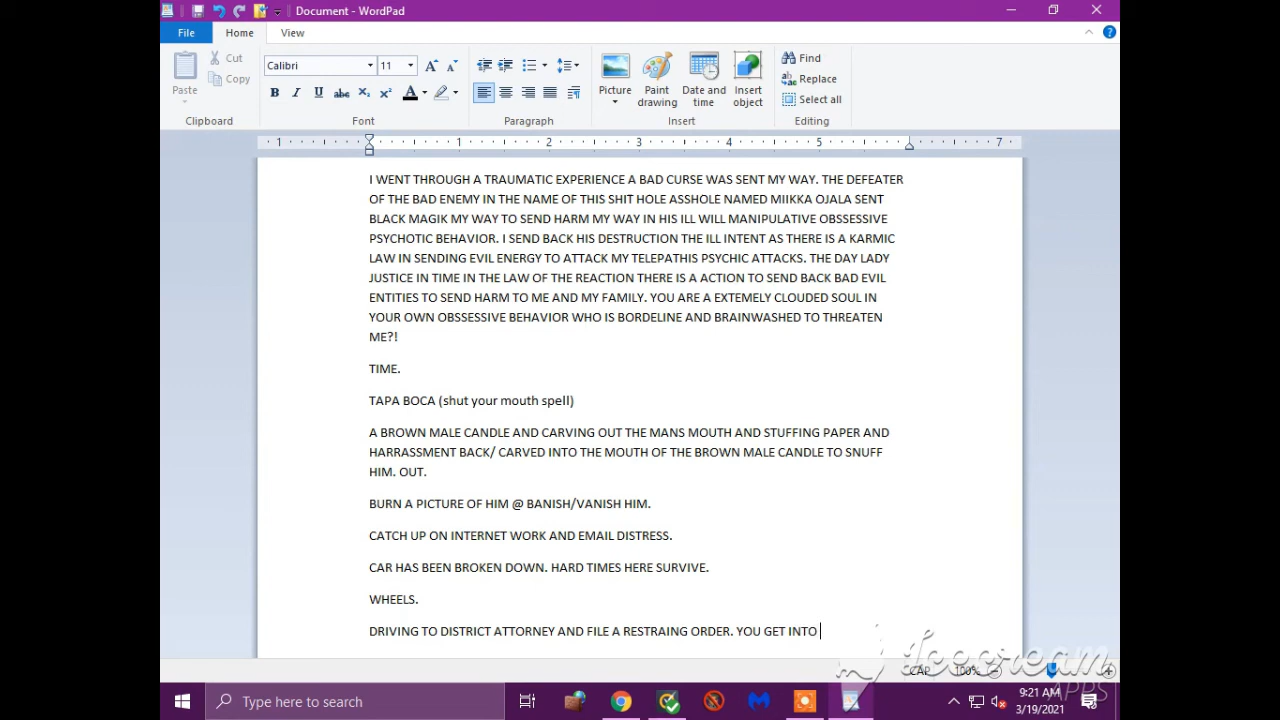 Document - WordPad
File Home View
Cut
Copy
Paste
Clipboard
Calibri 11
Font
Paragraph
Picture
Paint drawing
Date and time
Insert object
Insert
Find
Replace
Select all
Editing
1 1 2 3 4 5 7
I WENT THROUGH A TRAUMATIC EXPERIENCE A BAD CURSE WAS SENT MY WAY. THE DEFEATER
OF THE BAD ENEMY IN THE NAME OF THIS SHIT HOLE ASSHOLE NAMED MIIKKA OJALA SENT
BLACK MAGIK MY WAY TO SEND HARM MY WAY IN HIS ILL WILL MANIPULATIVE OBSSESSIVE
PSYCHOTIC BEHAVIOR. I SEND BACK HIS DESTRUCTION THE ILL INTENT AS THERE IS A KARMIC
LAW IN SENDING EVIL ENERGY TO ATTACK MY TELEPATHIS PSYCHIC ATTACKS. THE DAY LADY
JUSTICE IN TIME IN THE LAW OF THE REACTION THERE IS A ACTION TO SEND BACK BAD EVIL
ENTITIES TO SEND HARM TO ME AND MY FAMILY. YOU ARE A EXTEMELY CLOUDED SOUL IN
YOUR OWN OBSSESSIVE BEHAVIOR WHO IS BORDELINE AND BRAINWASHED TO THREATEN
ME?!
TIME.
TAPA BOCA (shut your mouth spell)
A BROWN MALE CANDLE AND CARVING OUT THE MANS MOUTH AND STUFFING PAPER AND
HARRASSMENT BACK/ CARVED INTO THE MOUTH OF THE BROWN MALE CANDLE TO SNUFF
HIM. OUT.
BURN A PICTURE OF HIM @ BANISH/VANISH HIM.
CATCH UP ON INTERNET WORK AND EMAIL DISTRESS.
CAR HAS BEEN BROKEN DOWN. HARD TIMES HERE SURVIVE.
WHEELS.
DRIVING TO DISTRICT ATTORNEY AND FILE A RESTRAING ORDER. YOU GET INTO
CAP 100%
APPS
Type here to search
9:21 AM
3/19/2021